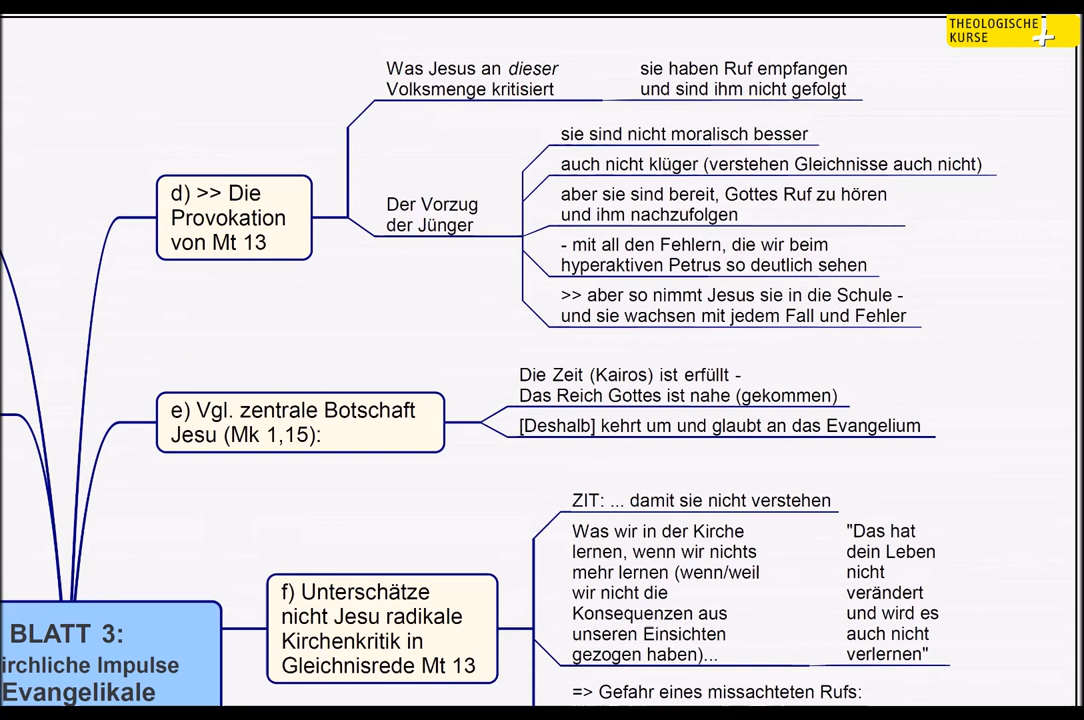 THEOLOGISCHE
KURSE
Was Jesus an dieser
Volksmenge kritisiert
sie haben Ruf empfangen
und sind ihm nicht gefolgt
d) >> Die
Provokation
von Mt 13
Der Vorzug
der Jünger
sie sind nicht moralisch besser
auch nicht klüger (verstehen Gleichnisse auch nicht)
aber sie sind bereit, Gottes Ruf zu hören
und ihm nachzufolgen
- mit all den Fehlern, die wir beim
hyperaktiven Petrus so deutlich sehen
>> aber so nimmt Jesus sie in die Schule -
und sie wachsen mit jedem Fall und Fehler
e) Vgl. zentrale Botschaft
Jesu (Mk 1,15):
Die Zeit (Kairos) ist erfüllt -
Das Reich Gottes ist nahe (gekommen)
[Deshalb] kehrt um und glaubt an das Evangelium
f) Unterschätze
nicht Jesu radikale
Kirchenkritik in
Gleichnisrede Mt 13
ZIT: ... damit sie nicht verstehen
Was wir in der Kirche
lernen, wenn wir nichts
mehr lernen (wenn/weil
wir nicht die
Konsequenzen aus
unseren Einsichten
gezogen haben)...
"Das hat
dein Leben
nicht
verändert
und wird es
auch nicht
verlernen"
=> Gefahr eines missachteten Rufs:
BLATT 3:
irchliche Impulse
Evangelikale